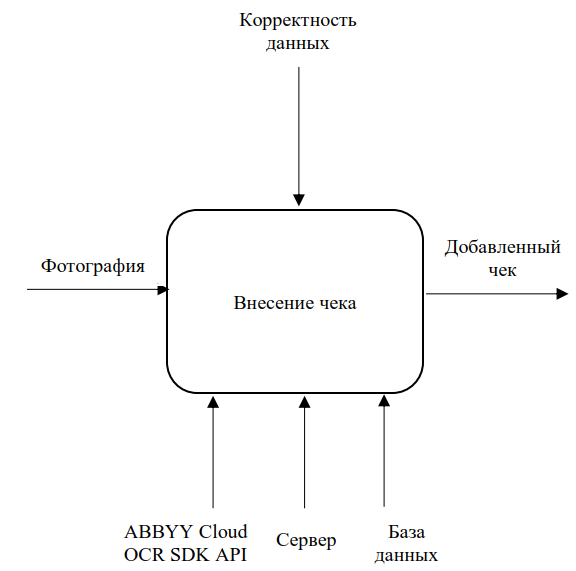 Корректность
данных
Фотография
Внесение чека
Добавленный
чек
ABBYY Cloud
OCR SDK API
Сервер
База
данных